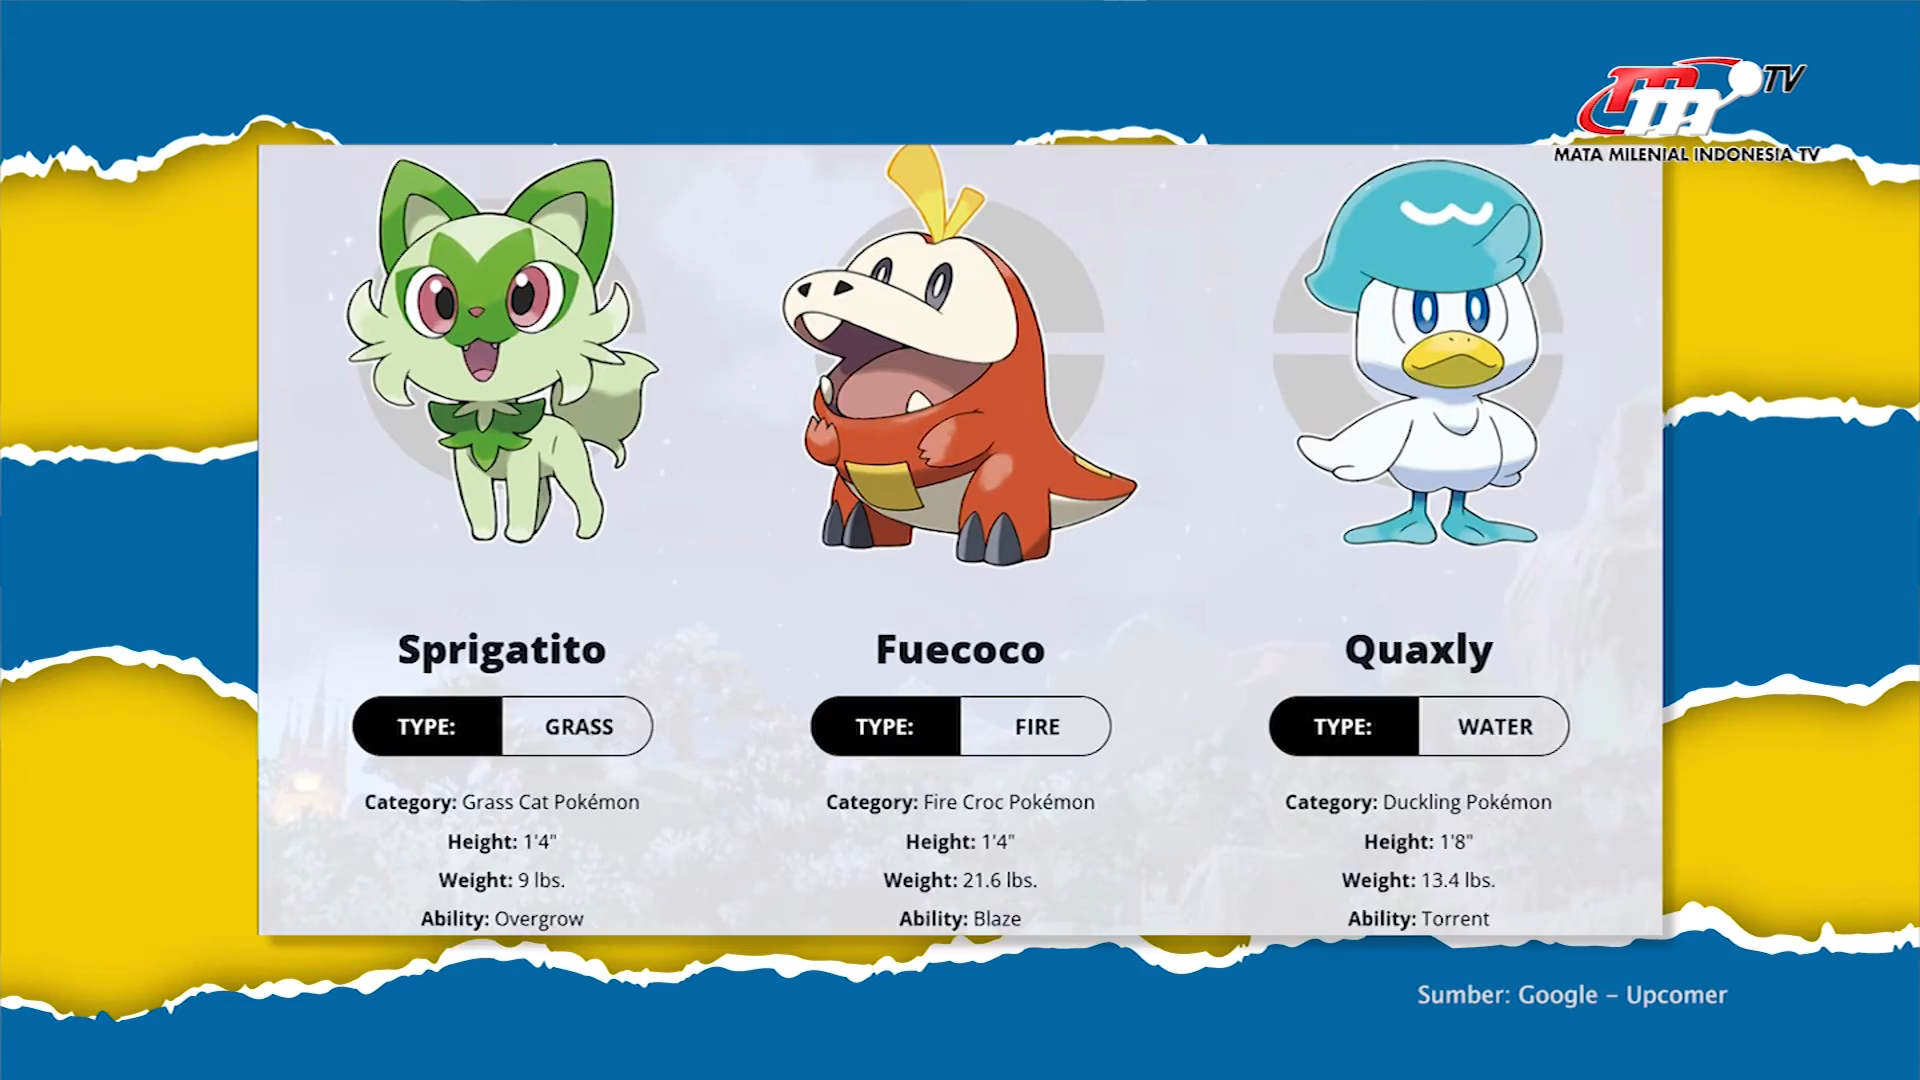 TV
MATA MILENIAL INDONESIA TV
Sprigatito
TYPE: GRASS
Category: Grass Cat Pokémon
Height: 1'4"
Weight: 9 lbs.
Ability: Overgrow
Fuecoco
TYPE: FIRE
Category: Fire Croc Pokémon
Height: 1'4"
Weight: 21.6 lbs.
Ability: Blaze
Quaxly
TYPE: WATER
Category: Duckling Pokémon
Height: 1'8"
Weight: 13.4 lbs.
Ability: Torrent
Sumber: Google – Upcomer